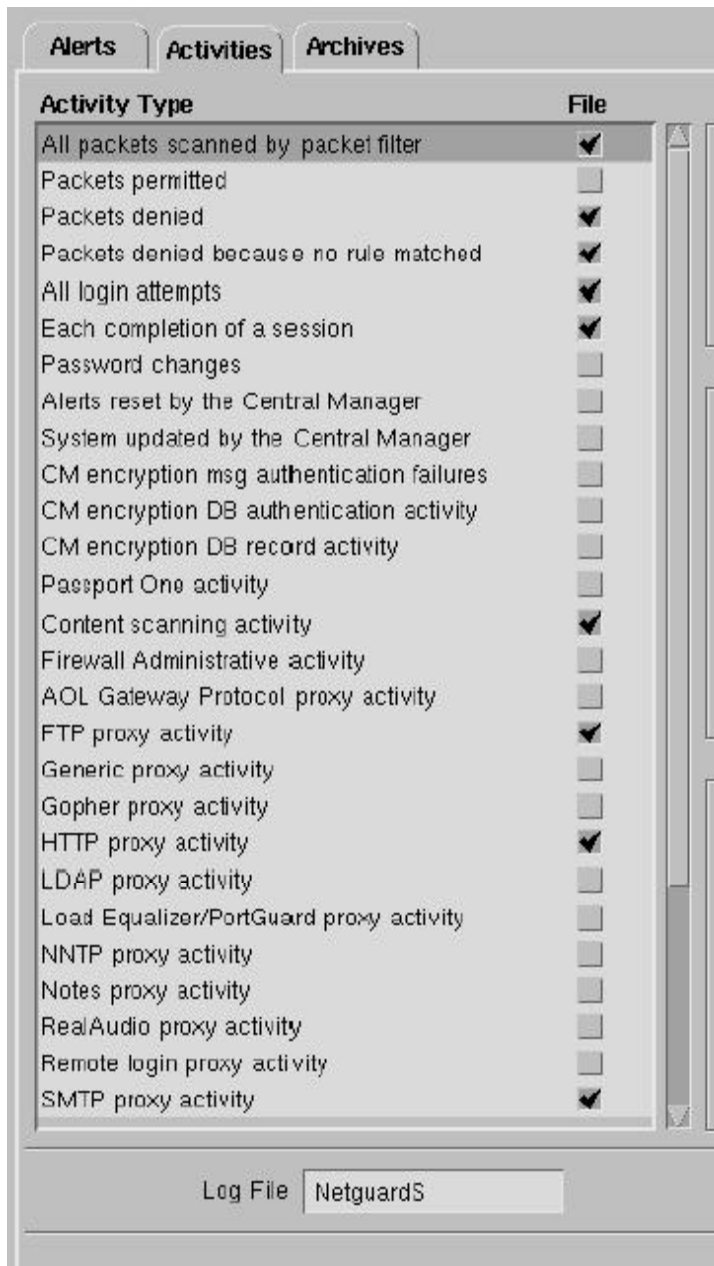 Alerts Activities Archives
Activity Type File
All packets scanned by packet filter
Packets permitted
Packets denied
Packets denied because no rule matched
All login attempts
Each completion of a session
Password changes
Alerts reset by the Central Manager
System updated by the Central Manager
CM encryption msg authentication failures
CM encryption DB authentication activity
CM encryption DB record activity
Passport One activity
Content scanning activity
Firewall Administrative activity
AOL Gateway Protocol proxy activity
FTP proxy activity
Generic proxy activity
Gopher proxy activity
HTTP proxy activity
LDAP proxy activity
Load Equalizer/PortGuard proxy activity
NNTP proxy activity
Notes proxy activity
RealAudio proxy activity
Remote login proxy activity
SMTP proxy activity
Log File NetguardS